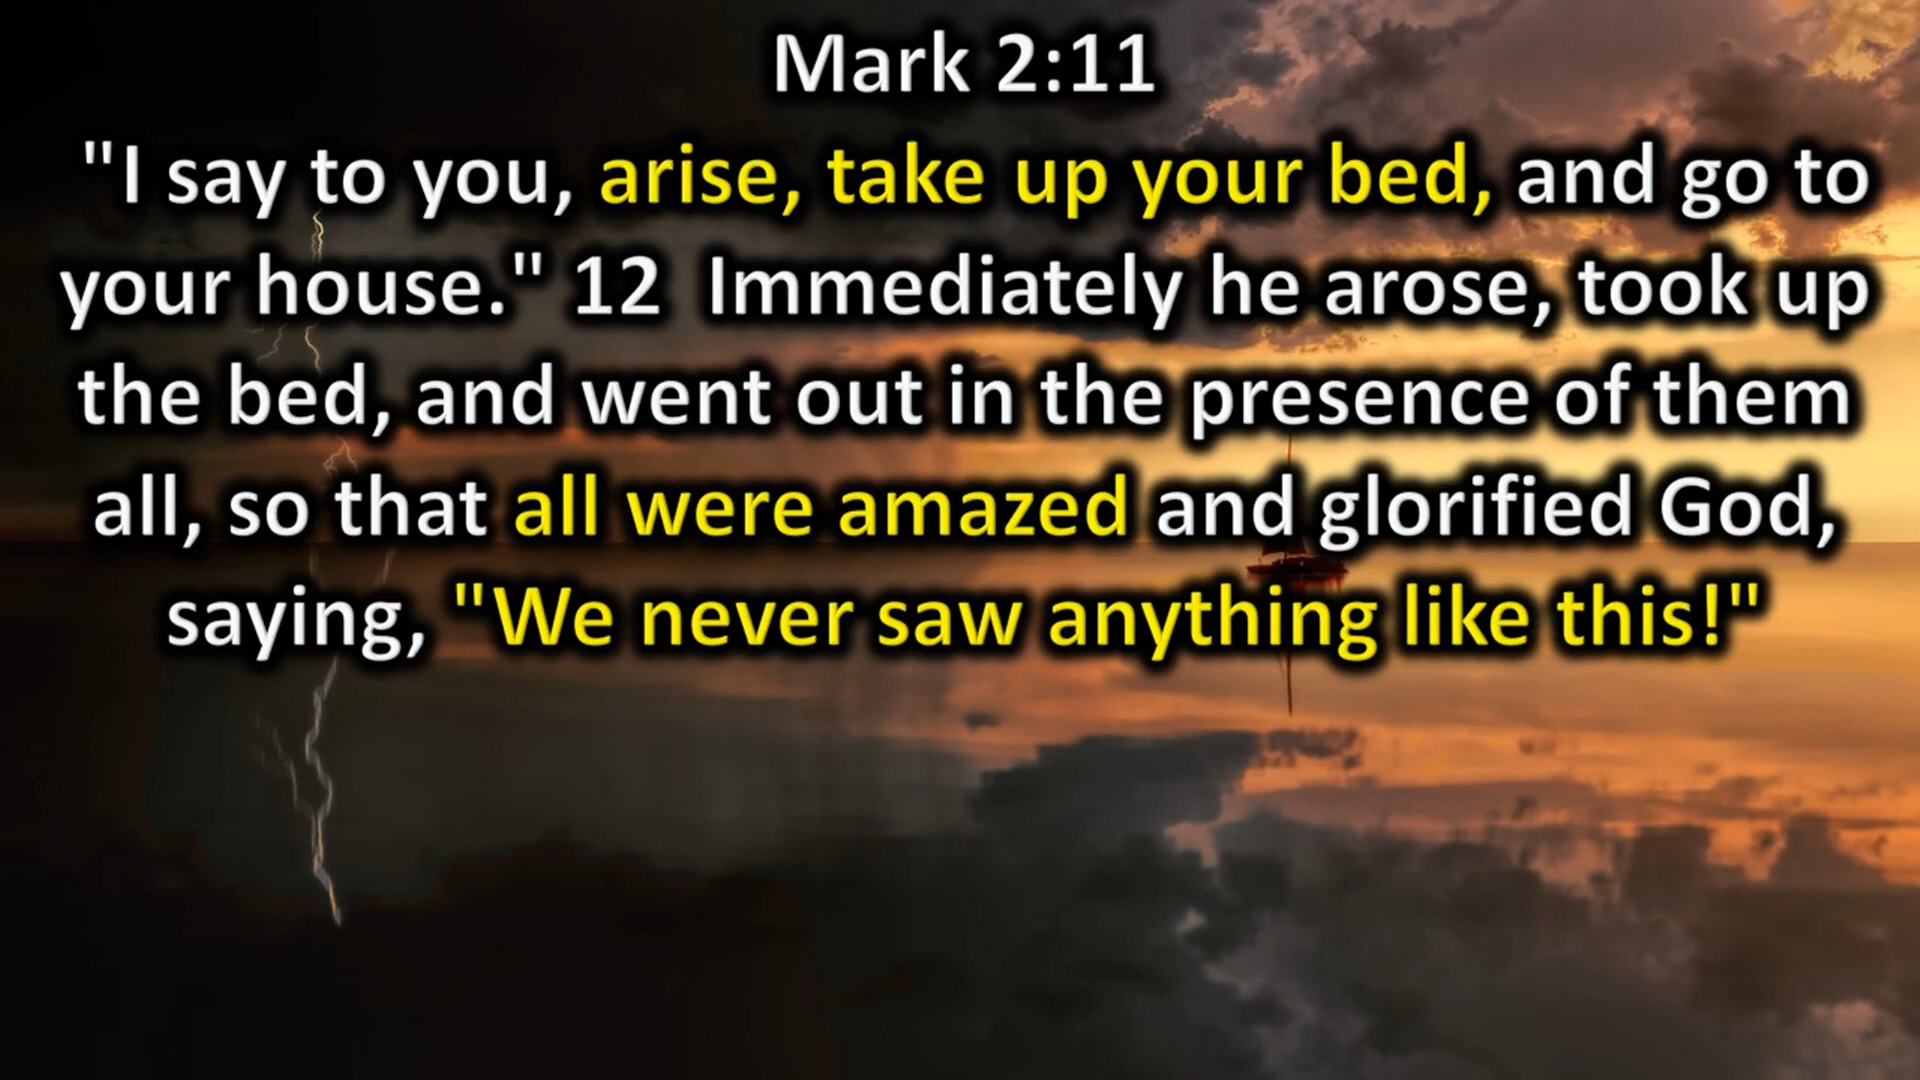 Mark 2:11
"I say to you, arise, take up your bed, and go to
your house." 12  Immediately he arose, took up
the bed, and went out in the presence of them
all, so that all were amazed and glorified God,
saying, "We never saw anything like this!"